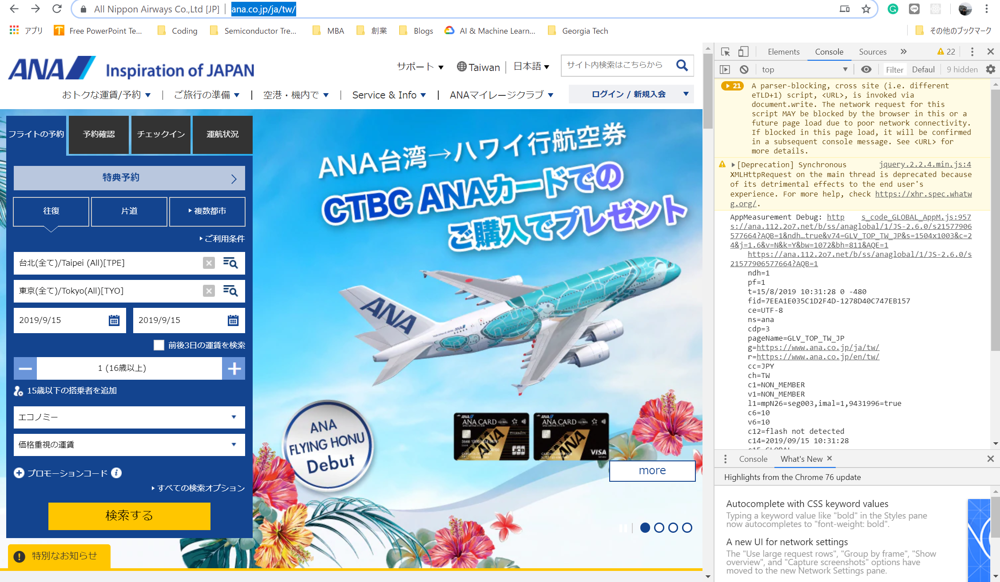 All Nippon Airways Co.,Ltd [JP]
ana.co.jp/ja/tw/
アプリ
Free PowerPoint Te...
Coding
Semiconductor Tre...
MBA
創業
Blogs
AI & Machine Learn...
Georgia Tech
その他のブックマーク
ANA Inspiration of JAPAN
サポート
Taiwan
日本語
サイト内検索はこちらから
おトクな運賃/予約
ご旅行の準備
空港・機内で
Service & Info
ANAマイレージクラブ
ログイン / 新規入会
フライトの予約
予約確認
チェックイン
運航状況
特典予約
往復
片道
複数都市
ご利用条件
台北(全て)/Taipei (All)[TPE]
東京(全て)/Tokyo(All)[TYO]
2019/9/15
2019/9/15
前後3日の運賃を検索
1 (16歳以上)
15歳以下の搭乗者を追加
エコノミー
価格重視の運賃
プロモーションコード
すべての検索オプション
検索する
特別なお知らせ
ANA台湾→ハワイ行航空券
CTBC ANAカードでの
ご購入でプレゼント
ANA
ANA
FLYING HONU
Debut
ANA CARD
ANA
JCB
ANA CARD
ANA
VISA
more
Elements
Console
Sources
22
top
Filter
Defaul
9 hidden
21
A parser-blocking, cross site (i.e. different
eTLD+1) script, <URL>, is invoked via
document.write. The network request for this
script MAY be blocked by the browser in this or a
future page load due to poor network connectivity.
If blocked in this page load, it will be confirmed
in a subsequent console message. See <URL> for
more details.
[Deprecation] Synchronous jquery.2.2.4.min.js:4
XMLHttpRequest on the main thread is deprecated because
of its detrimental effects to the end user's
experience. For more help, check https://xhr.spec.whatw
g.org/.
AppMeasurement Debug: http s_code_GLOBAL_AppM.js:957
s://ana.112.2o7.net/b/ss/anaglobal/1/JS-2.6.0/s21577906
577664?AQB=1&ndh…true&v74=GLV_TOP_TW_JP&s=1504x1003&c=2
4&j=1.6&v=N&k=Y&bw=1072&bh=811&AQE=1
https://ana.112.2o7.net/b/ss/anaglobal/1/JS-2.6.0/s
21577906577664?AQB=1
ndh=1
pf=1
t=15/8/2019 10:31:28 0 -480
fid=7EEA1E035C1D2F4D-1278D40C747EB157
ce=UTF-8
ns=ana
cdp=3
pageName=GLV_TOP_TW_JP
g=https://www.ana.co.jp/ja/tw/
r=https://www.ana.co.jp/en/tw/
cc=JPY
ch=TW
c1=NON_MEMBER
v1=NON_MEMBER
l1=mpN26=seg003,imal=1,9431996=true
c6=10
v6=10
c12=flash not detected
c14=2019/09/15 10:31:28
c15=GLOBAL
Console
What's New
Highlights from the Chrome 76 update
Autocomplete with CSS keyword values
Typing a keyword value like "bold" in the Styles pane
now autocompletes to "font-weight: bold".
A new UI for network settings
The "Use large request rows", "Group by frame", "Show
overview", and "Capture screenshots" options have
moved to the new Network Settings pane.